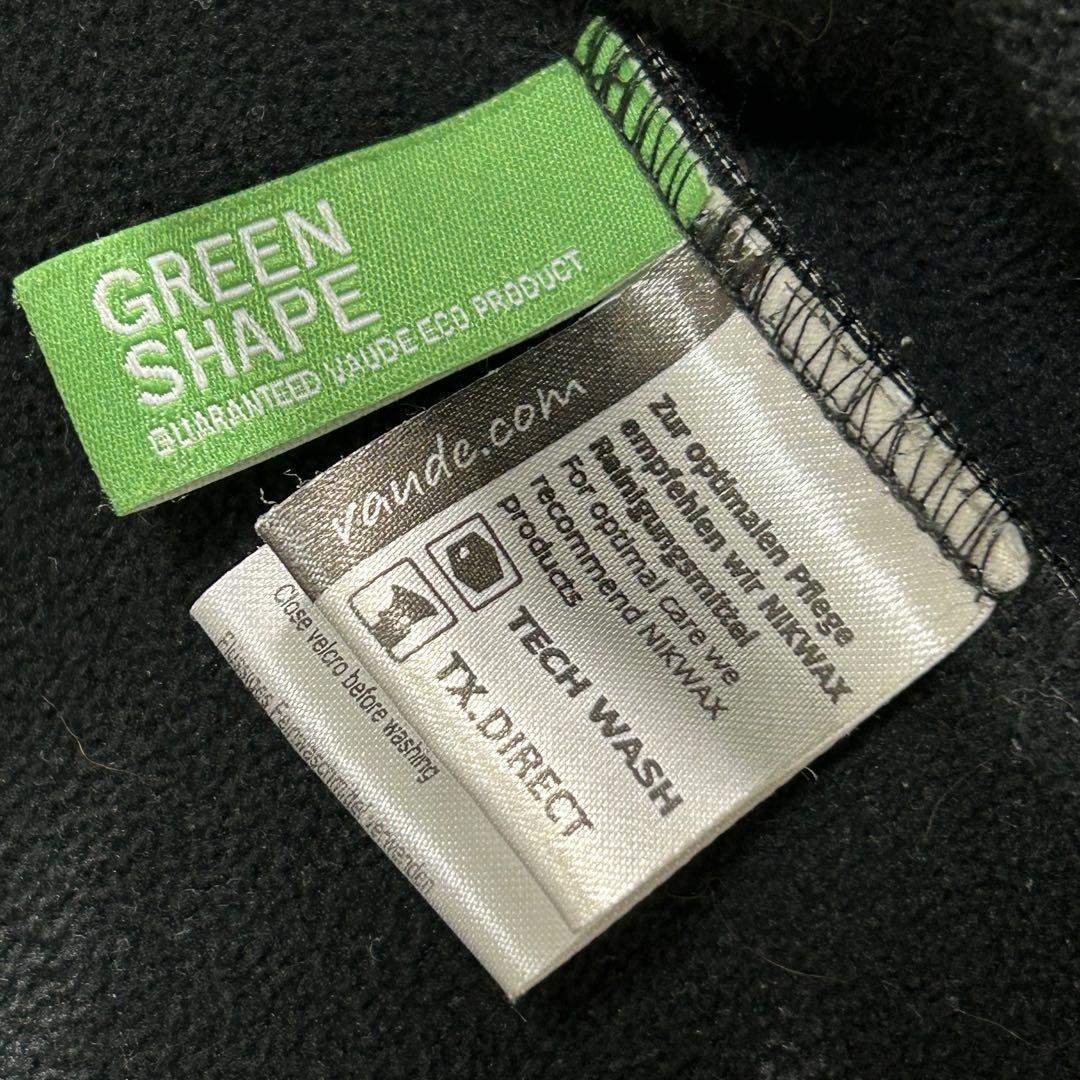 GREEN
SHAPE
GUARANTEED VAUDE ECO PRODUCT
vaude.com
Zur optimalen Pflege
empfehlen wir NIKWAX
Reinigungsmittel
For optimal care we
recommend NIKWAX
products
TECH WASH
TX.DIRECT
Close velcro before washing
verwenden